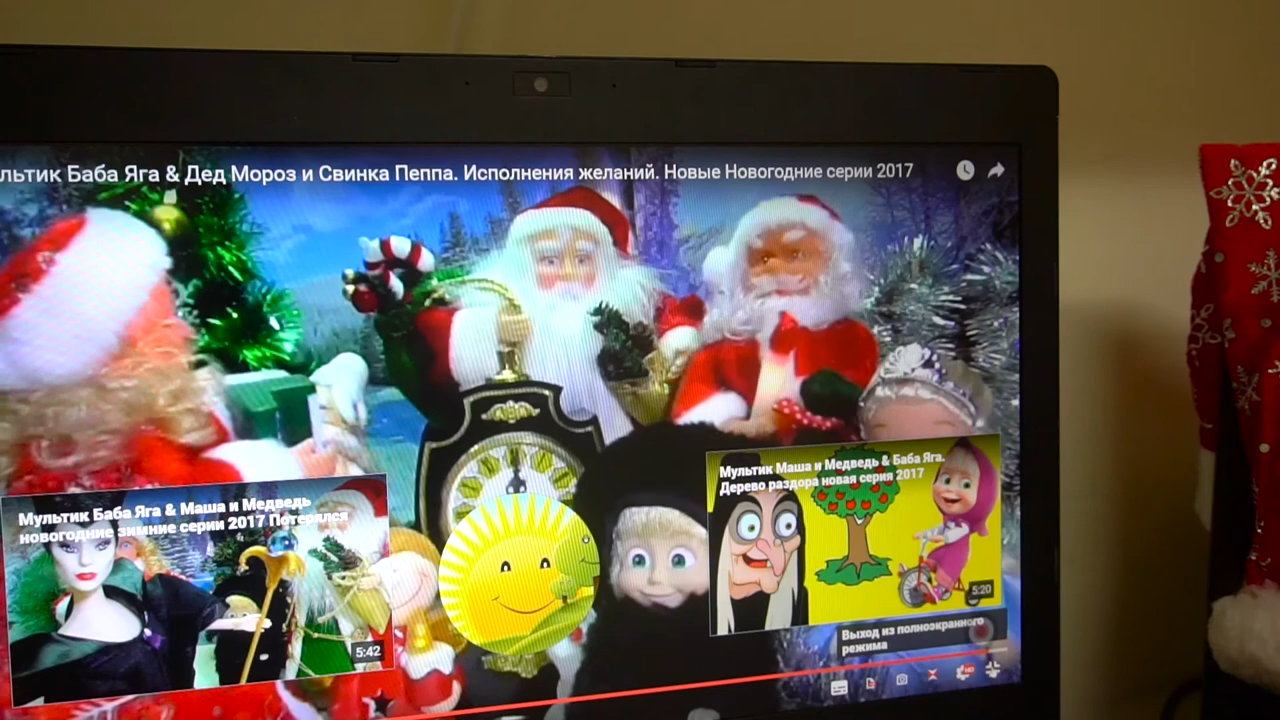 льтик Баба Яга & Дед Мороз и Свинка Пеппа. Исполнения желаний. Новые Новогодние серии 2017
Мультик Маша и Медведь & Баба Яга.
Дерево раздора новая серия 2017
5:20
Мультик Баба Яга & Маша и Медведь
новогодние зимние серии 2017 Потерялся
5:42
Выход из полноэкранного
режима
HD